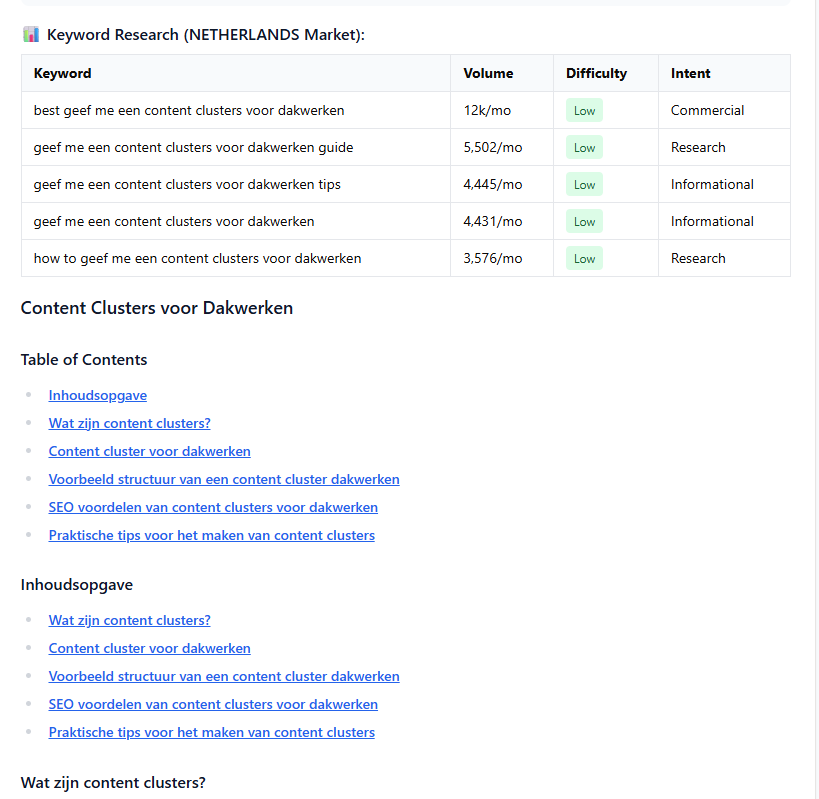 📊 Keyword Research (NETHERLANDS Market):
Keyword Volume Difficulty Intent
best geef me een content clusters voor dakwerken 12k/mo Low Commercial
geef me een content clusters voor dakwerken guide 5,502/mo Low Research
geef me een content clusters voor dakwerken tips 4,445/mo Low Informational
geef me een content clusters voor dakwerken 4,431/mo Low Informational
how to geef me een content clusters voor dakwerken 3,576/mo Low Research
Content Clusters voor Dakwerken
Table of Contents
• Inhoudsopgave
• Wat zijn content clusters?
• Content cluster voor dakwerken
• Voorbeeld structuur van een content cluster dakwerken
• SEO voordelen van content clusters voor dakwerken
• Praktische tips voor het maken van content clusters
Inhoudsopgave
• Wat zijn content clusters?
• Content cluster voor dakwerken
• Voorbeeld structuur van een content cluster dakwerken
• SEO voordelen van content clusters voor dakwerken
• Praktische tips voor het maken van content clusters
Wat zijn content clusters?